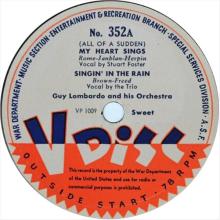 WAR DEPARTMENT-MUSIC SECTION-ENTERTAINMENT & RECREATION BRANCH-SPECIAL SERVICES DIVISION-A.S.F.
No. 352A
(ALL OF A SUDDEN)
MY HEART SINGS
Rome-Jamblan-Herpin
Vocal by Stuart Foster
SINGIN' IN THE RAIN
Brown-Freed
Vocal by the Trio
Guy Lombardo and his Orchestra
VP 1009
Sweet
V DISC
This record is the property of the War Department
of the United States and use for radio or
commercial purposes is prohibited.
OUTSIDE START-78 RPM